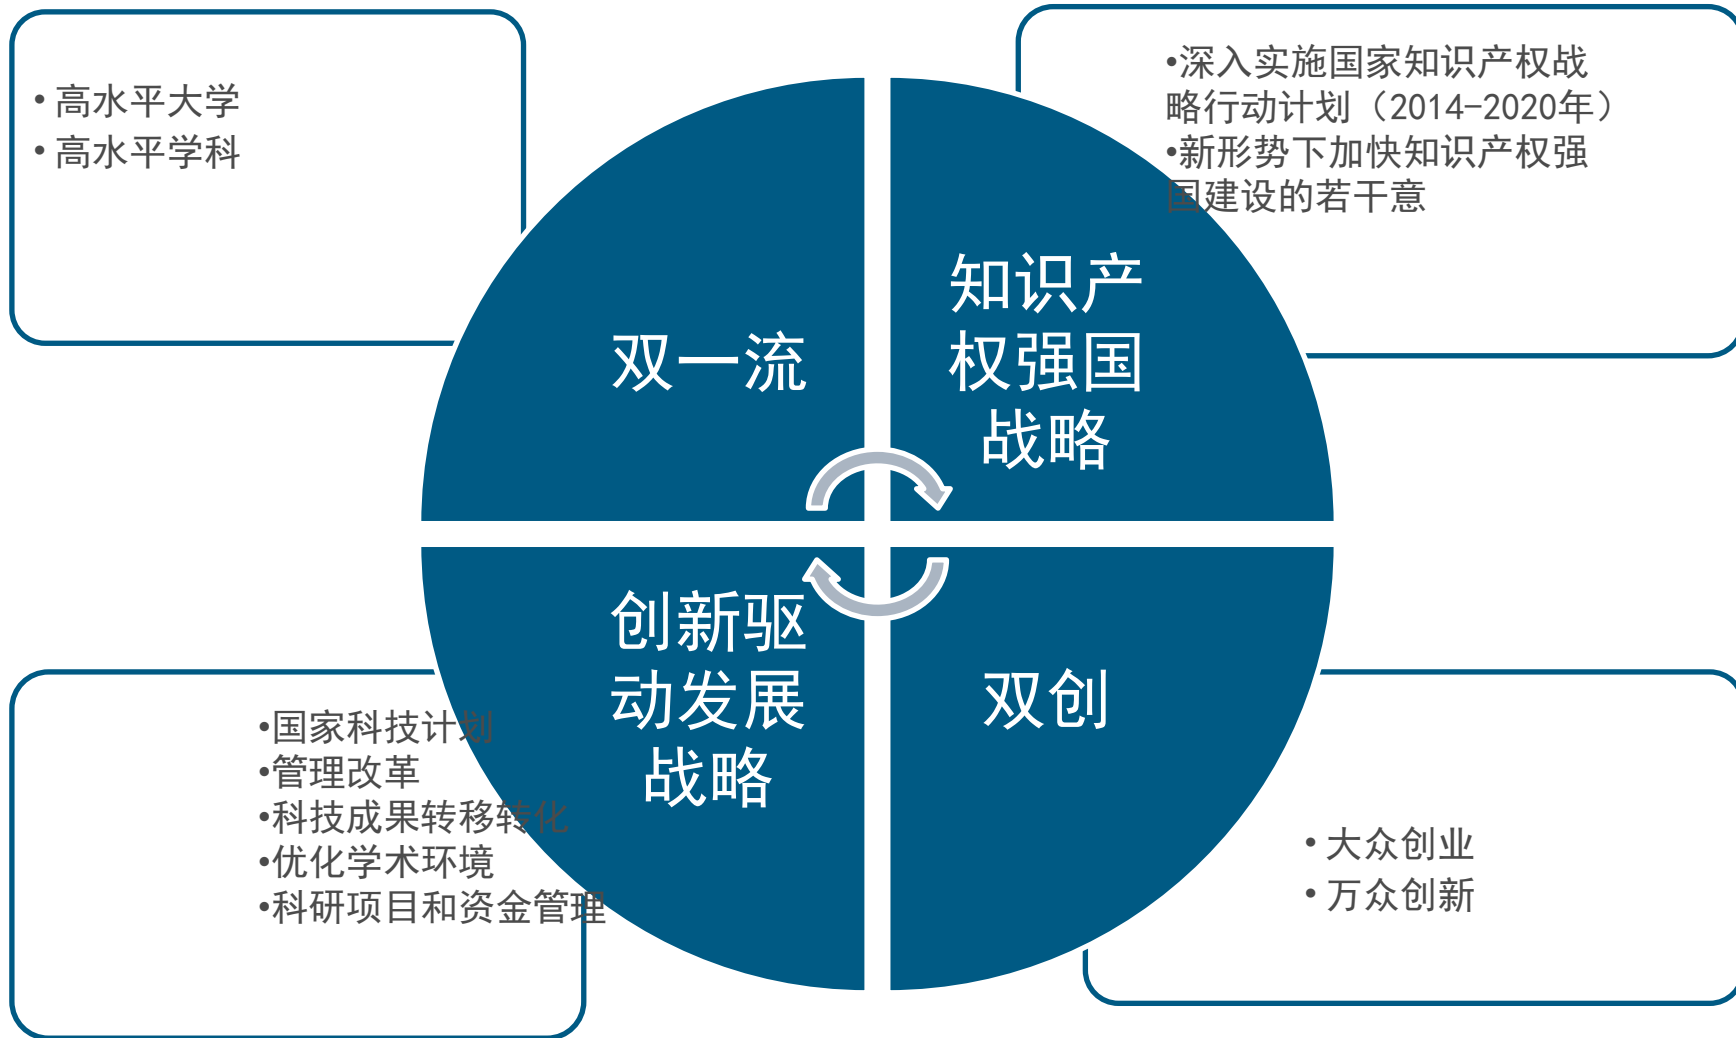 • 高水平大学
• 高水平学科
•深入实施国家知识产权战
略行动计划（2014-2020年）
•新形势下加快知识产权强
国建设的若干意
双一流
知识产
权强国
战略
创新驱
动发展
战略
双创
•国家科技计划
•管理改革
•科技成果转移转化
•优化学术环境
•科研项目和资金管理
• 大众创业
• 万众创新